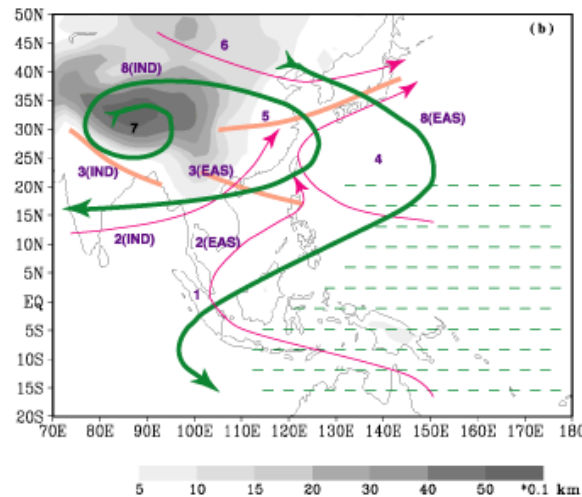 (b)
50N
45N
40N
35N
30N
25N
20N
15N
10N
5N
EQ
5S
10S
15S
20S
6
8(IND)
5
8(EAS)
7
4
3(IND)
3(EAS)
2(IND)
2(EAS)
1
70E 80E 90E 100E 110E 120E 130E 140E 150E 160E 170E 180
5 10 15 20 30 40 50 *0.1 km